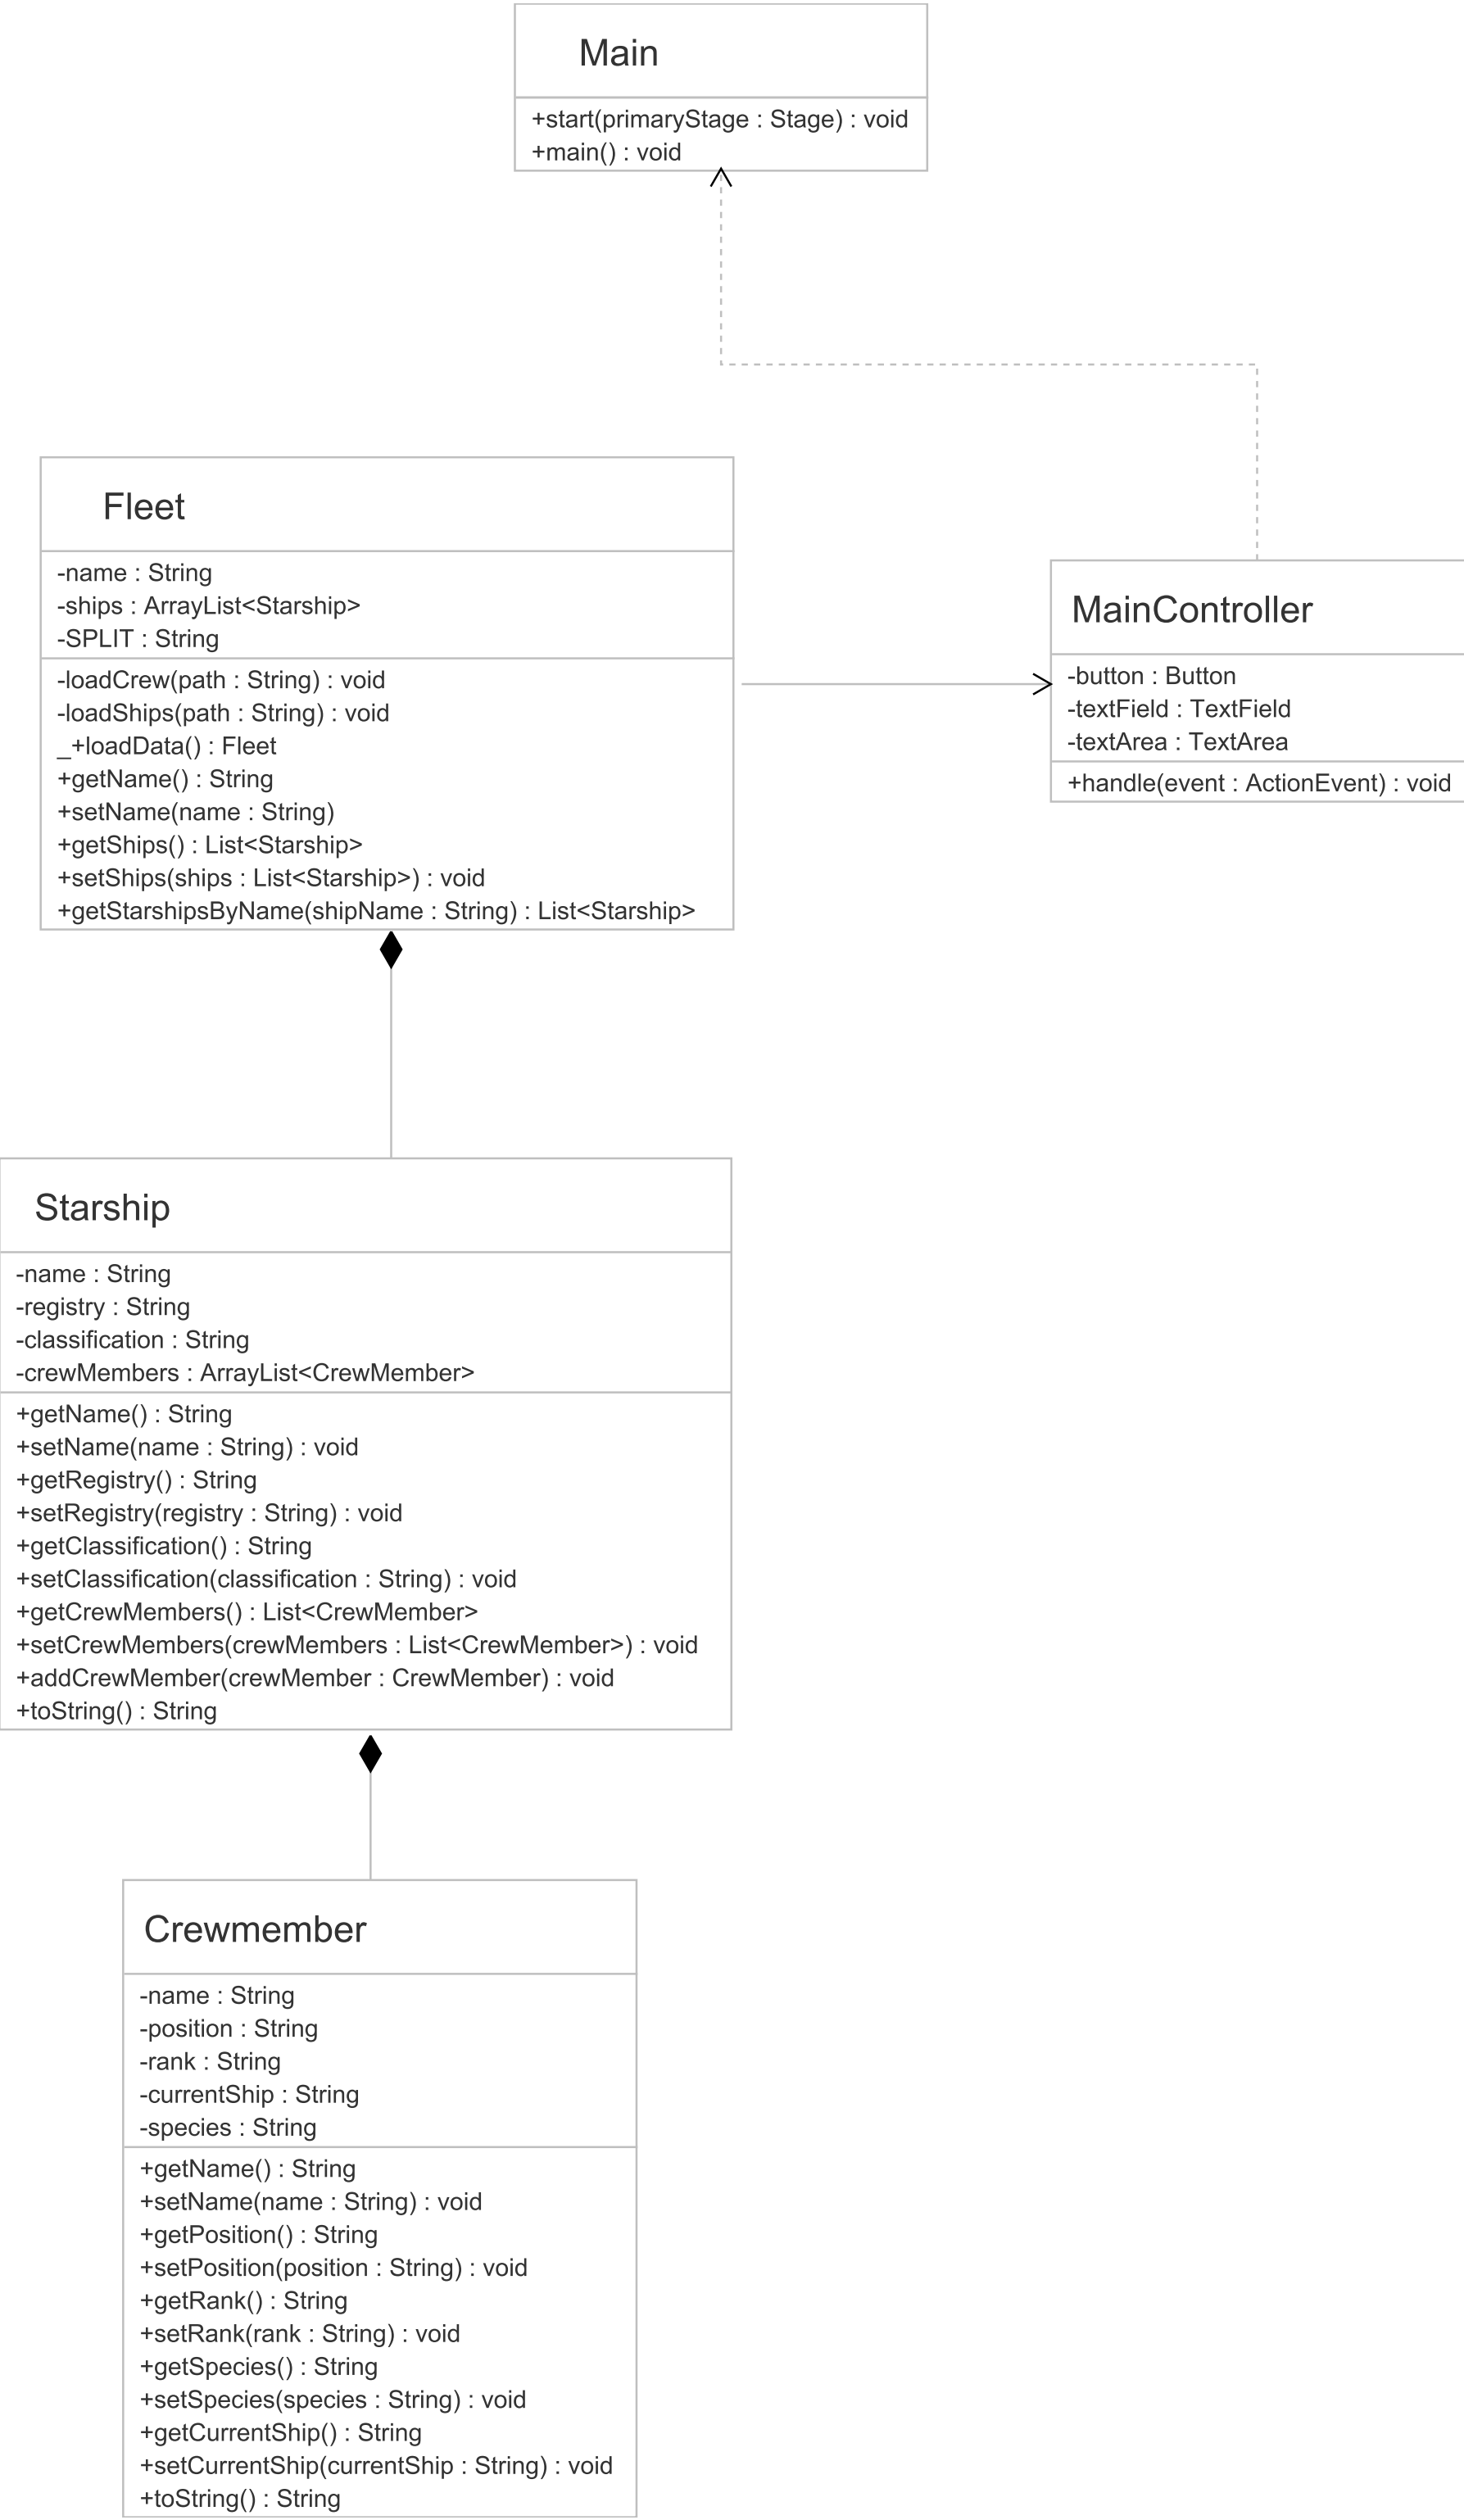 Main
+start(primaryStage : Stage) : void
+main() : void
Fleet
-name : String
-ships : ArrayList<Starship>
-SPLIT : String
-loadCrew(path : String) : void
-loadShips(path : String) : void
_+loadData() : Fleet
+getName() : String
+setName(name : String)
+getShips() : List<Starship>
+setShips(ships : List<Starship>) : void
+getStarshipsByName(shipName : String) : List<Starship>
MainController
-button : Button
-textField : TextField
-textArea : TextArea
+handle(event : ActionEvent) : void
Starship
-name : String
-registry : String
-classification : String
-crewMembers : ArrayList<CrewMember>
+getName() : String
+setName(name : String) : void
+getRegistry() : String
+setRegistry(registry : String) : void
+getClassification() : String
+setClassification(classification : String) : void
+getCrewMembers() : List<CrewMember>
+setCrewMembers(crewMembers : List<CrewMember>) : void
+addCrewMember(crewMember : CrewMember) : void
+toString() : String
Crewmember
-name : String
-position : String
-rank : String
-currentShip : String
-species : String
+getName() : String
+setName(name : String) : void
+getPosition() : String
+setPosition(position : String) : void
+getRank() : String
+setRank(rank : String) : void
+getSpecies() : String
+setSpecies(species : String) : void
+getCurrentShip() : String
+setCurrentShip(currentShip : String) : void
+toString() : String